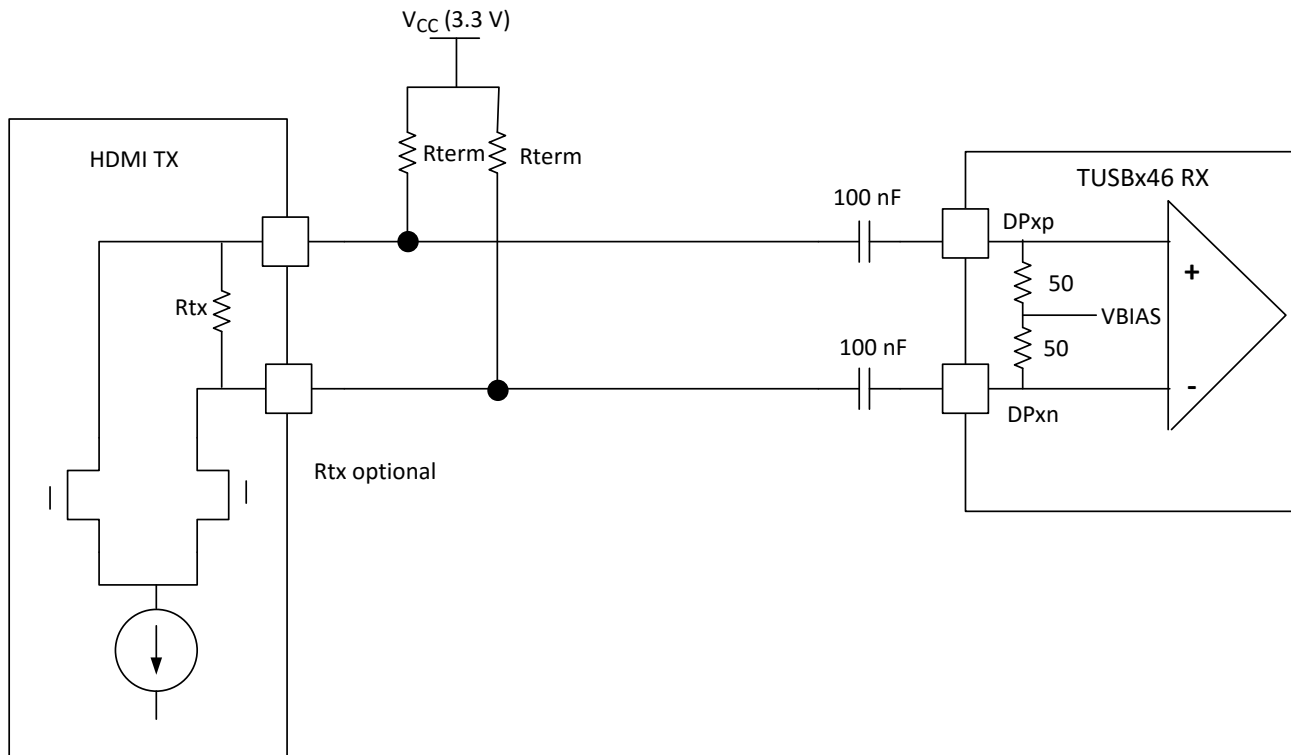 VCC (3.3 V)
HDMI TX
Rterm
Rterm
TUSBx46 RX
100 nF
DPxp
+
50
Rtx
VBIAS
50
100 nF
-
DPxn
Rtx optional